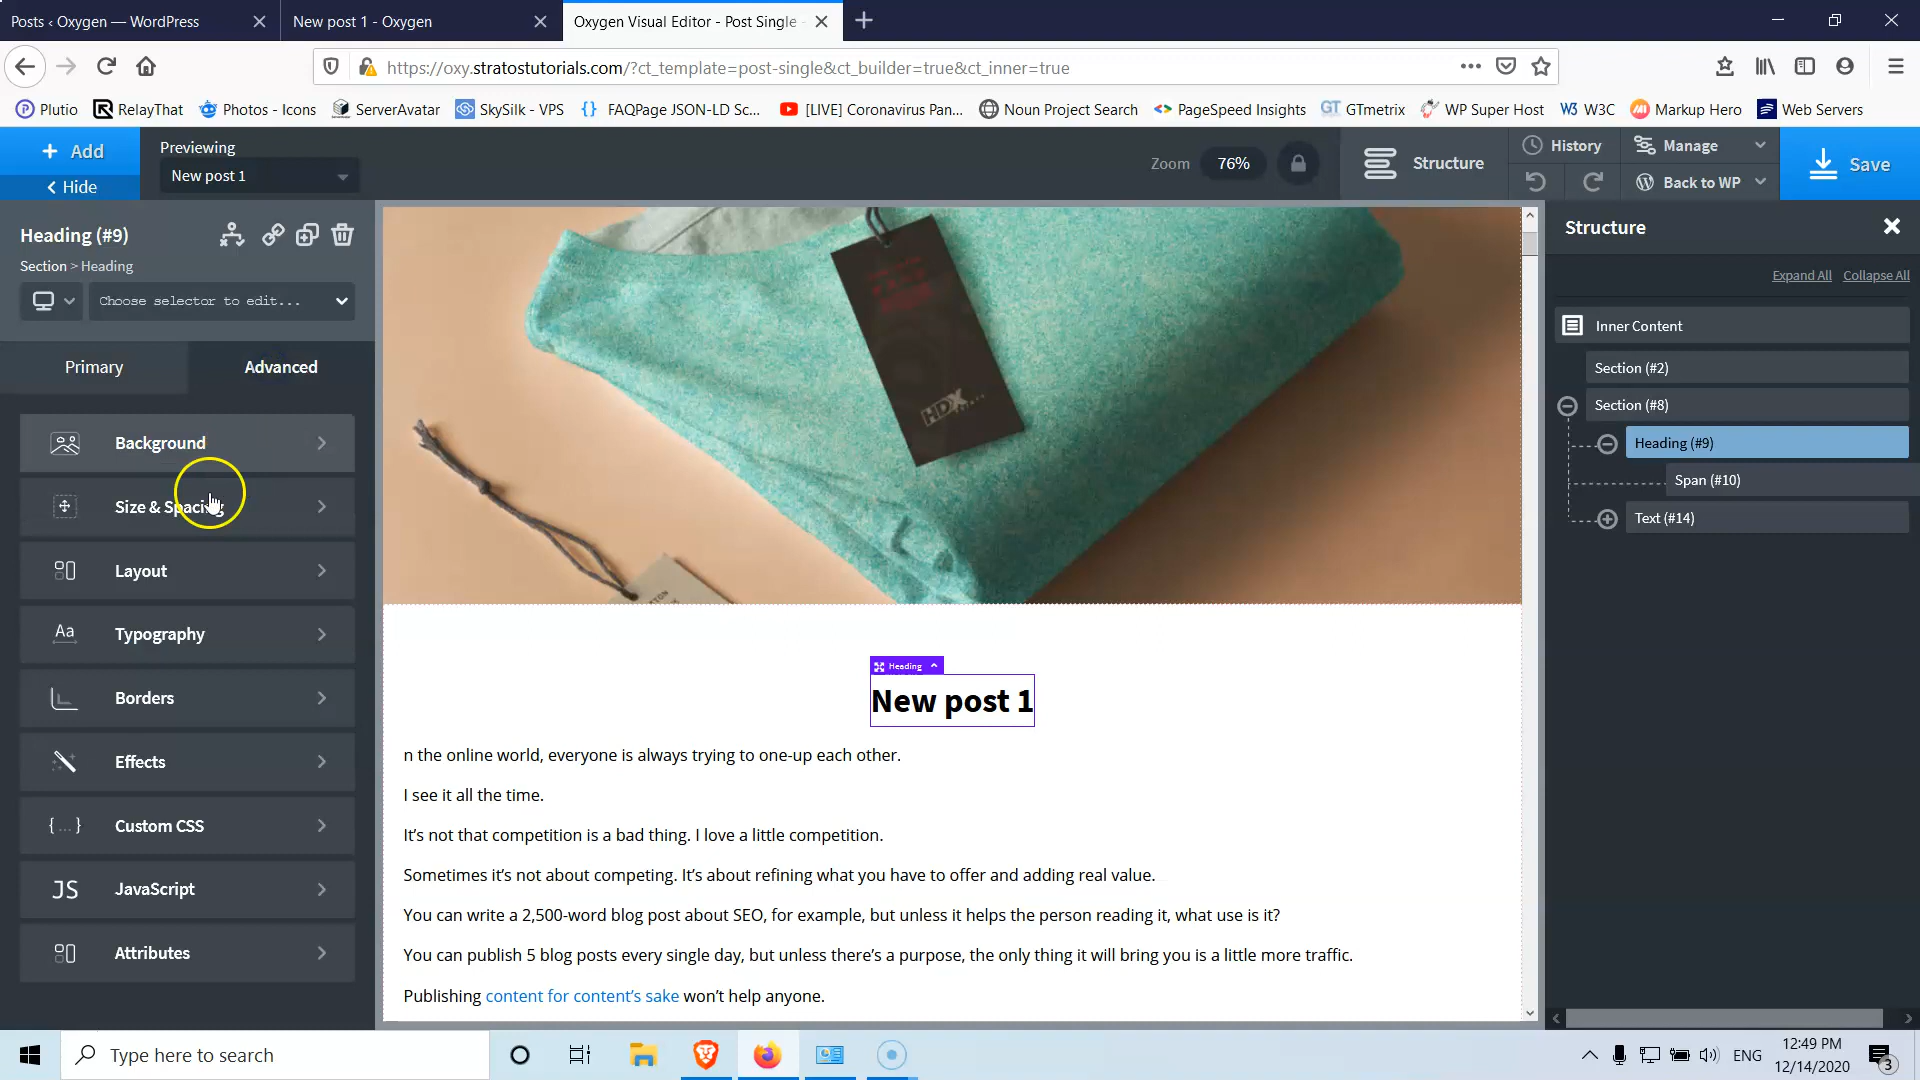 Posts ‹ Oxygen — WordPress
New post 1 - Oxygen
Oxygen Visual Editor - Post Single -
https://oxy.stratostutorials.com/?ct_template=post-single&ct_builder=true&ct_inner=true
Plutio
RelayThat
Photos - Icons
ServerAvatar
SkySilk - VPS
FAQPage JSON-LD Sc...
[LIVE] Coronavirus Pan...
Noun Project Search
PageSpeed Insights
GTmetrix
WP Super Host
W3C
Markup Hero
Web Servers
+ Add
< Hide
Previewing
New post 1
Zoom 76%
Structure
History
Manage
Back to WP
Save
Heading (#9)
Section > Heading
Choose selector to edit...
Primary
Advanced
Background
Size & Spacing
Layout
Aa Typography
Borders
Effects
{...} Custom CSS
JS JavaScript
Attributes
HDX
Heading
New post 1
n the online world, everyone is always trying to one-up each other.
I see it all the time.
It’s not that competition is a bad thing. I love a little competition.
Sometimes it’s not about competing. It’s about refining what you have to offer and adding real value.
You can write a 2,500-word blog post about SEO, for example, but unless it helps the person reading it, what use is it?
You can publish 5 blog posts every single day, but unless there’s a purpose, the only thing it will bring you is a little more traffic.
Publishing content for content’s sake won’t help anyone.
Structure
Expand All
Collapse All
Inner Content
Section (#2)
Section (#8)
Heading (#9)
Span (#10)
Text (#14)
Type here to search
ENG
12:49 PM
12/14/2020
3